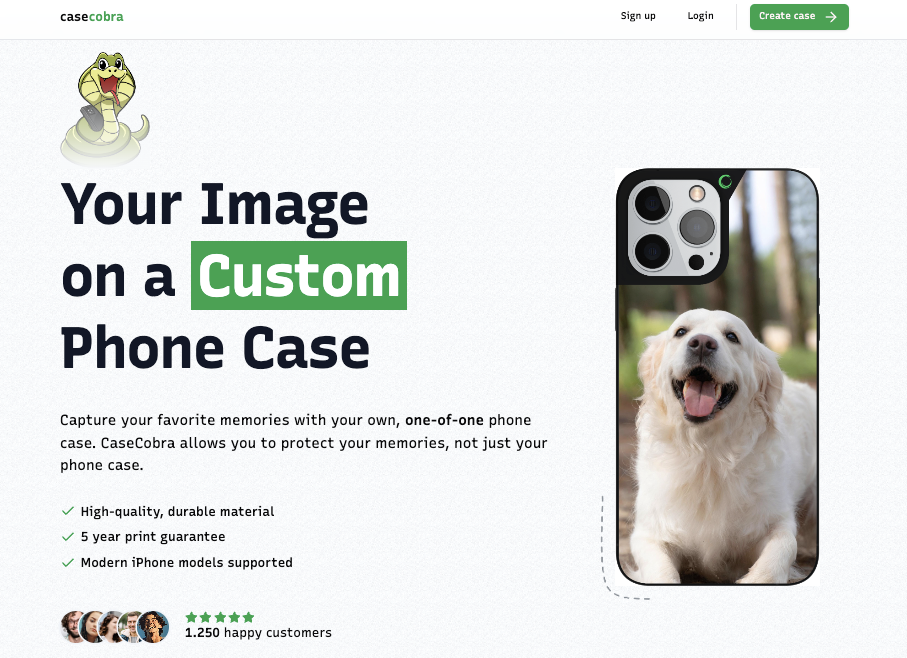 casecobra
Sign up
Login
Create case
Your Image
on a Custom
Phone Case
Capture your favorite memories with your own, one-of-one phone
case. CaseCobra allows you to protect your memories, not just your
phone case.
High-quality, durable material
5 year print guarantee
Modern iPhone models supported
1.250 happy customers